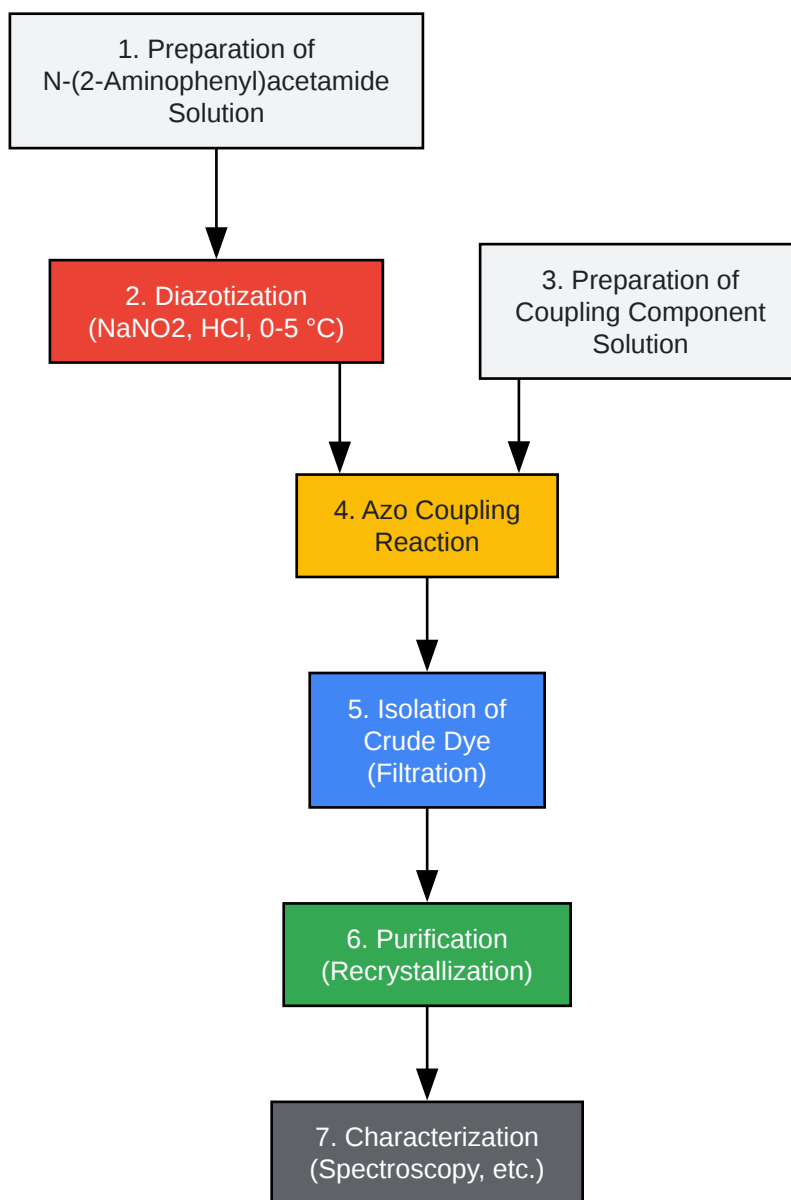 1. Preparation of
N-(2-Aminophenyl)acetamide
Solution
2. Diazotization
(NaNO2, HCl, 0-5 °C)
3. Preparation of
Coupling Component
Solution
4. Azo Coupling
Reaction
5. Isolation of
Crude Dye
(Filtration)
6. Purification
(Recrystallization)
7. Characterization
(Spectroscopy, etc.)